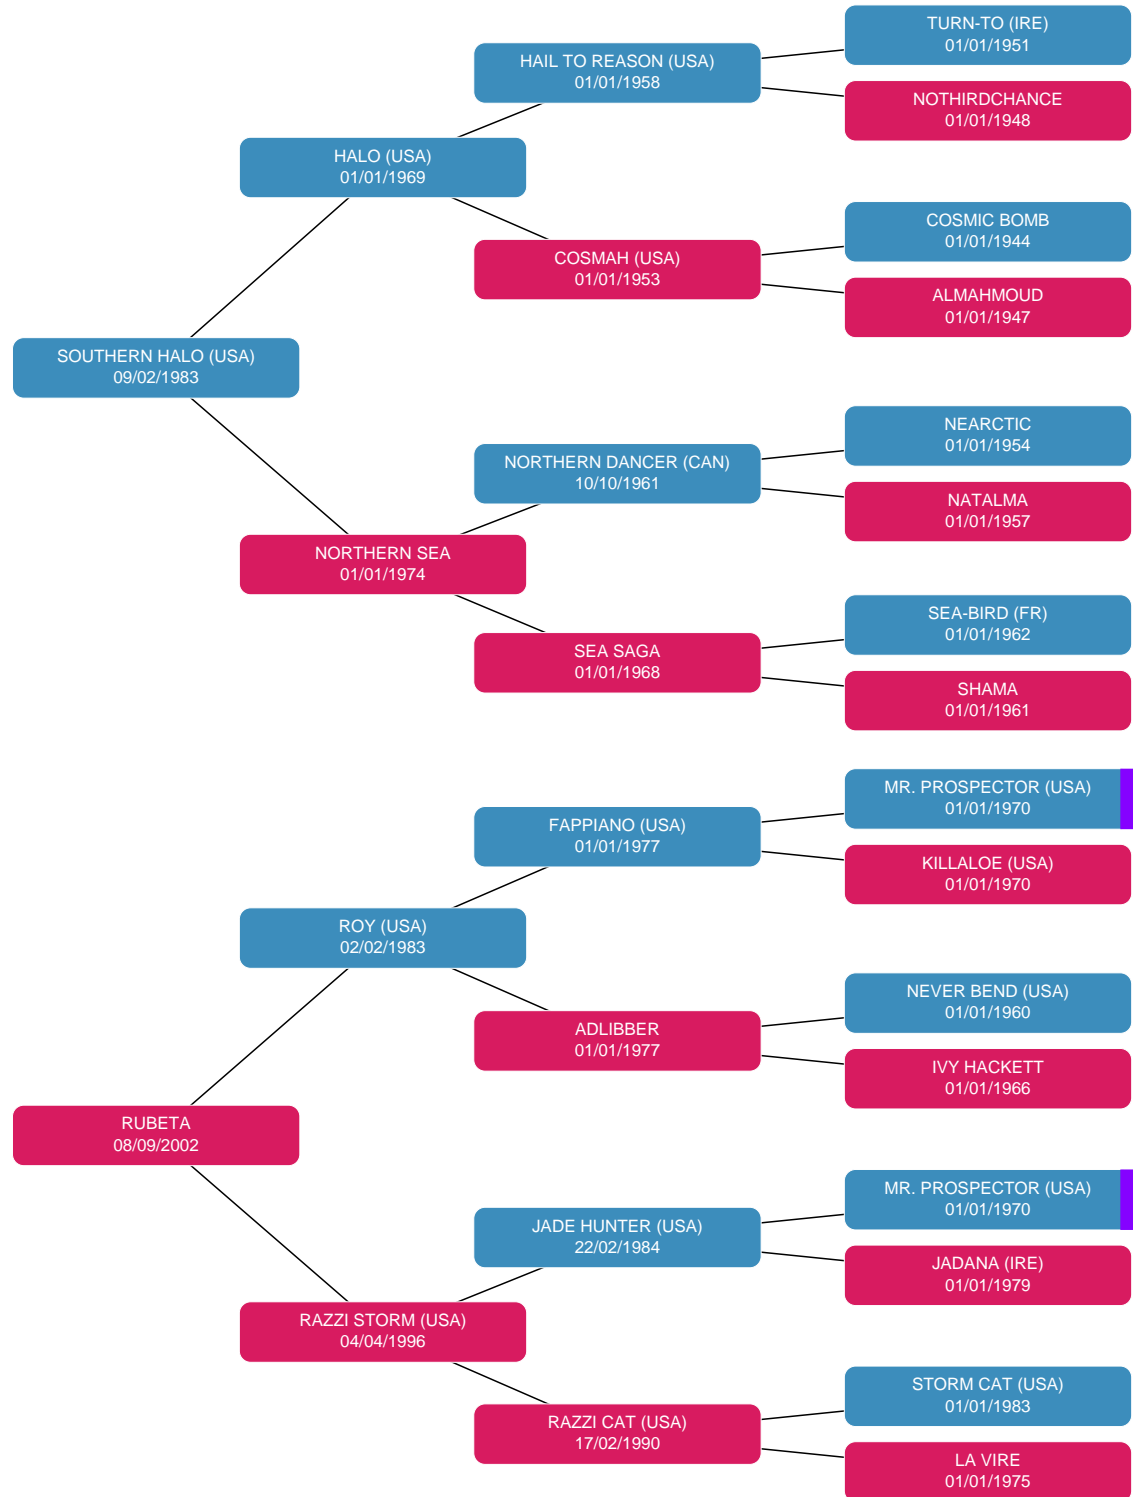 TURN-TO (IRE)
01/01/1951
HAIL TO REASON (USA)
01/01/1958
NOTHIRDCHANCE
01/01/1948
HALO (USA)
01/01/1969
COSMIC BOMB
01/01/1944
COSMAH (USA)
01/01/1953
ALMAHMOUD
01/01/1947
SOUTHERN HALO (USA)
09/02/1983
NEARCTIC
01/01/1954
NORTHERN DANCER (CAN)
10/10/1961
NATALMA
01/01/1957
NORTHERN SEA
01/01/1974
SEA-BIRD (FR)
01/01/1962
SEA SAGA
01/01/1968
SHAMA
01/01/1961
MR. PROSPECTOR (USA)
01/01/1970
FAPPIANO (USA)
01/01/1977
KILLALOE (USA)
01/01/1970
ROY (USA)
02/02/1983
NEVER BEND (USA)
01/01/1960
ADLIBBER
01/01/1977
IVY HACKETT
01/01/1966
RUBETA
08/09/2002
MR. PROSPECTOR (USA)
01/01/1970
JADE HUNTER (USA)
22/02/1984
JADANA (IRE)
01/01/1979
RAZZI STORM (USA)
04/04/1996
STORM CAT (USA)
01/01/1983
RAZZI CAT (USA)
17/02/1990
LA VIRE
01/01/1975